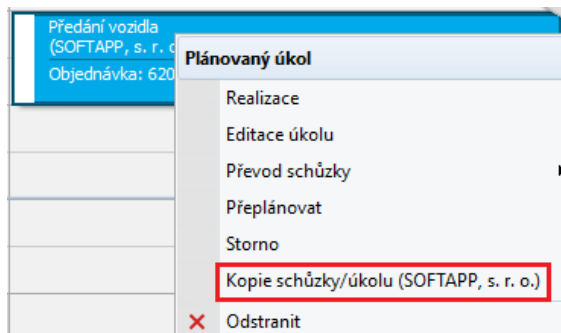 Předání vozidla
(SOFTAPP, s. r.
Objednávka: 620
Plánovaný úkol
Realizace
Editace úkolu
Převod schůzky
Přeplánovat
Storno
Kopie schůzky/úkolu (SOFTAPP, s. r. o.)
Odstranit